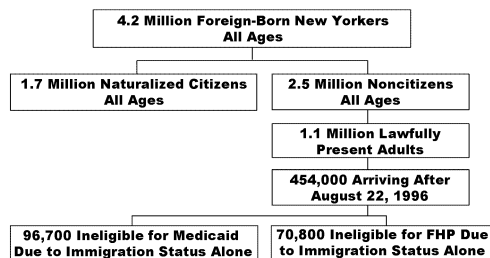 4.2 Million Foreign-Born New Yorkers
All Ages
1.7 Million Naturalized Citizens
All Ages
2.5 Million Noncitizens
All Ages
1.1 Million Lawfully
Present Adults
454,000 Arriving After
August 22, 1996
96,700 Ineligible for Medicaid
Due to Immigration Status Alone
70,800 Ineligible for FHP Due
to Immigration Status Alone